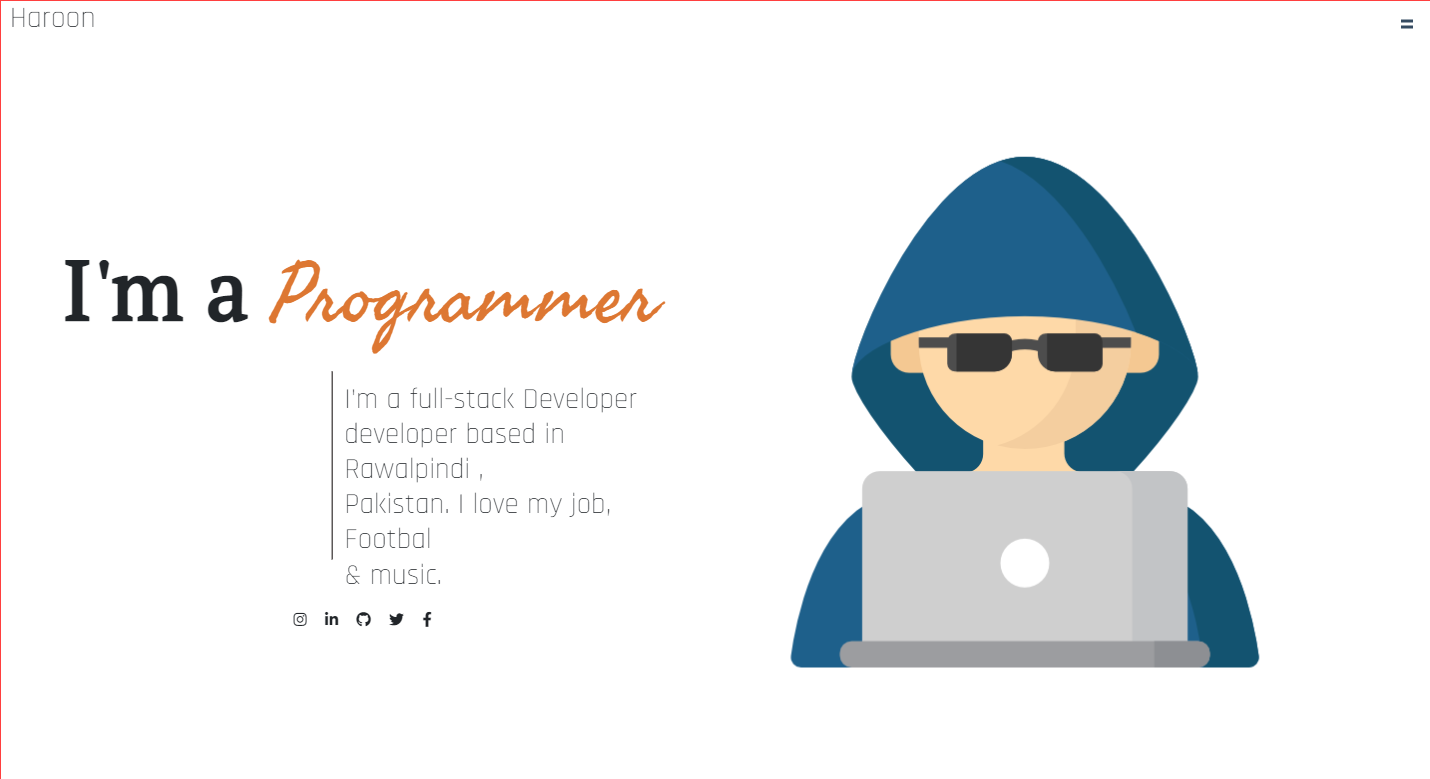 Haroon
I'm a Programmer
I'm a full-stack Developer
developer based in
Rawalpindi ,
Pakistan. I love my job,
Footbal
& music.